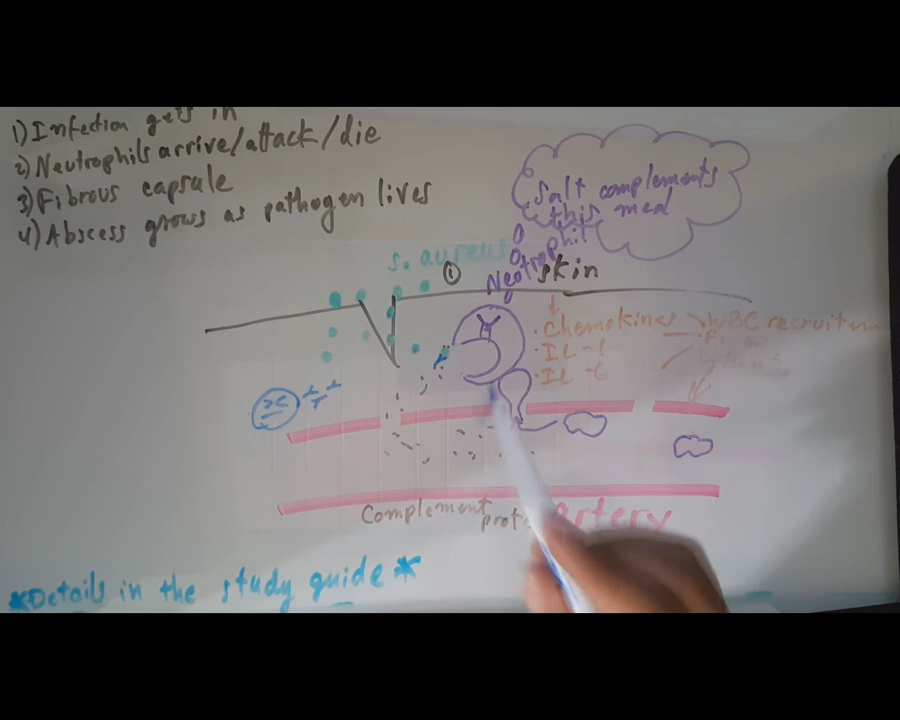 1) Infection gets in
2) Neutrophils arrive/attack/die
3) Fibrous capsule
4) Abscess grows as pathogen lives
Salt complements
this meal
Neutrophil
S. aureus
1
skin
· Chemokines
WBC recruitem
· IL-1
· IL-6
Complement
prote
artery
*Details in the study guide*